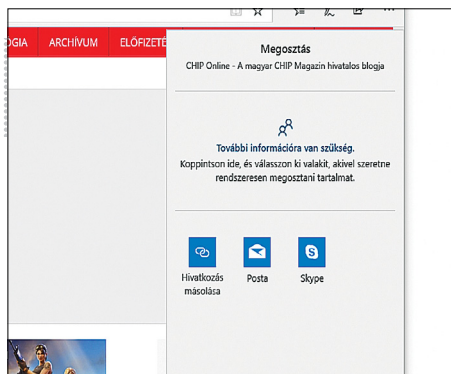 OGIA ARCHÍVUM ELŐFIZETÉ
Megosztás
CHIP Online - A magyar CHIP Magazin hivatalos blogja
További információra van szükség.
Koppintson ide, és válasszon ki valakit, akivel szeretne
rendszeresen megosztani tartalmat.
Hivatkozás
másolása
Posta
Skype